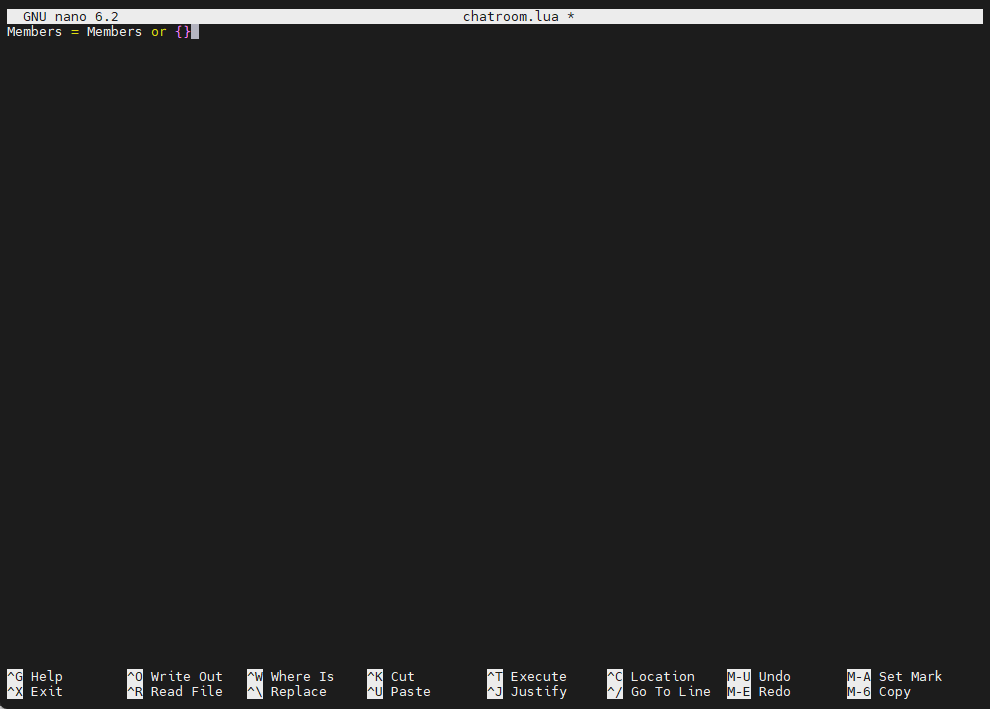 GNU nano 6.2 chatroom.lua *
Members = Members or {}
^G Help ^O Write Out ^W Where Is ^K Cut ^T Execute ^C Location M-U Undo M-A Set Mark
^X Exit ^R Read File ^\ Replace ^U Paste ^J Justify ^/ Go To Line M-E Redo M-6 Copy